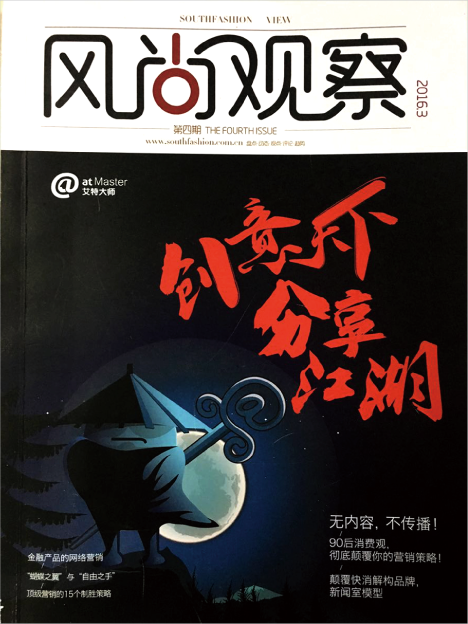 SOUTHFASHION VIEW
风尚观察
2016.3
第四期 THE FOURTH ISSUE
www.southfashion.com.cn
@ at Master
艾特大师
创意天下
分享
江湖
无内容，不传播！
90后消费观，
彻底颠覆你的营销策略！
颠覆快消解构品牌，
新闻室模型
金融产品的网络营销
“蝴蝶之翼”与“自由之手”
顶级营销的15个制胜策略